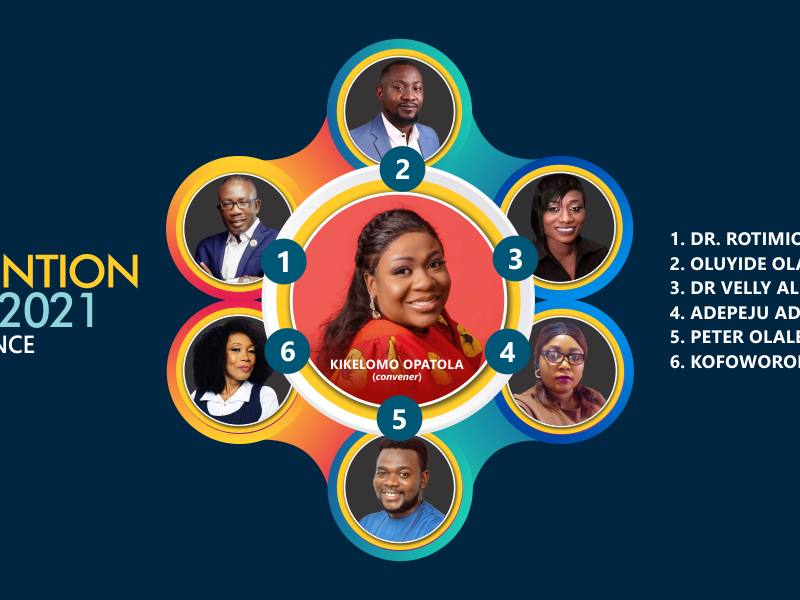 NTION
2021
NCE
2
1
3
6
4
5
KIKELOMO OPATOLA
(convener)
1. DR. ROTIMIO
2. OLUYIDE OLA
3. DR VELLY AL
4. ADEPEJU AD
5. PETER OLALE
6. KOFOWOROL